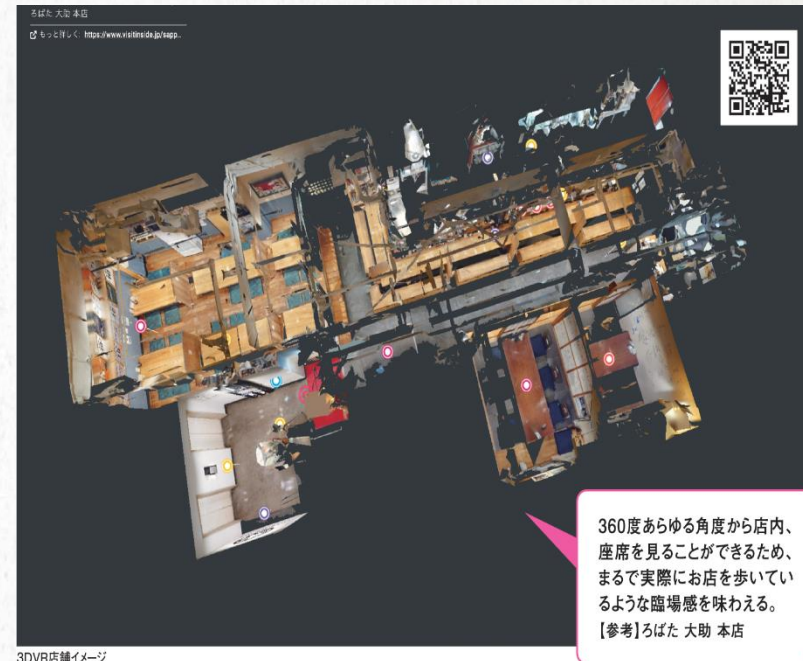 ろばた 大助 本店
もっと詳しく: https://www.visitinside.jp/sapp..
360度あらゆる角度から店内、
座席を見ることができるため、
まるで実際にお店を歩いてい
るような臨場感を味わえる。
【参考】ろばた 大助 本店
3DVR店舗イメージ